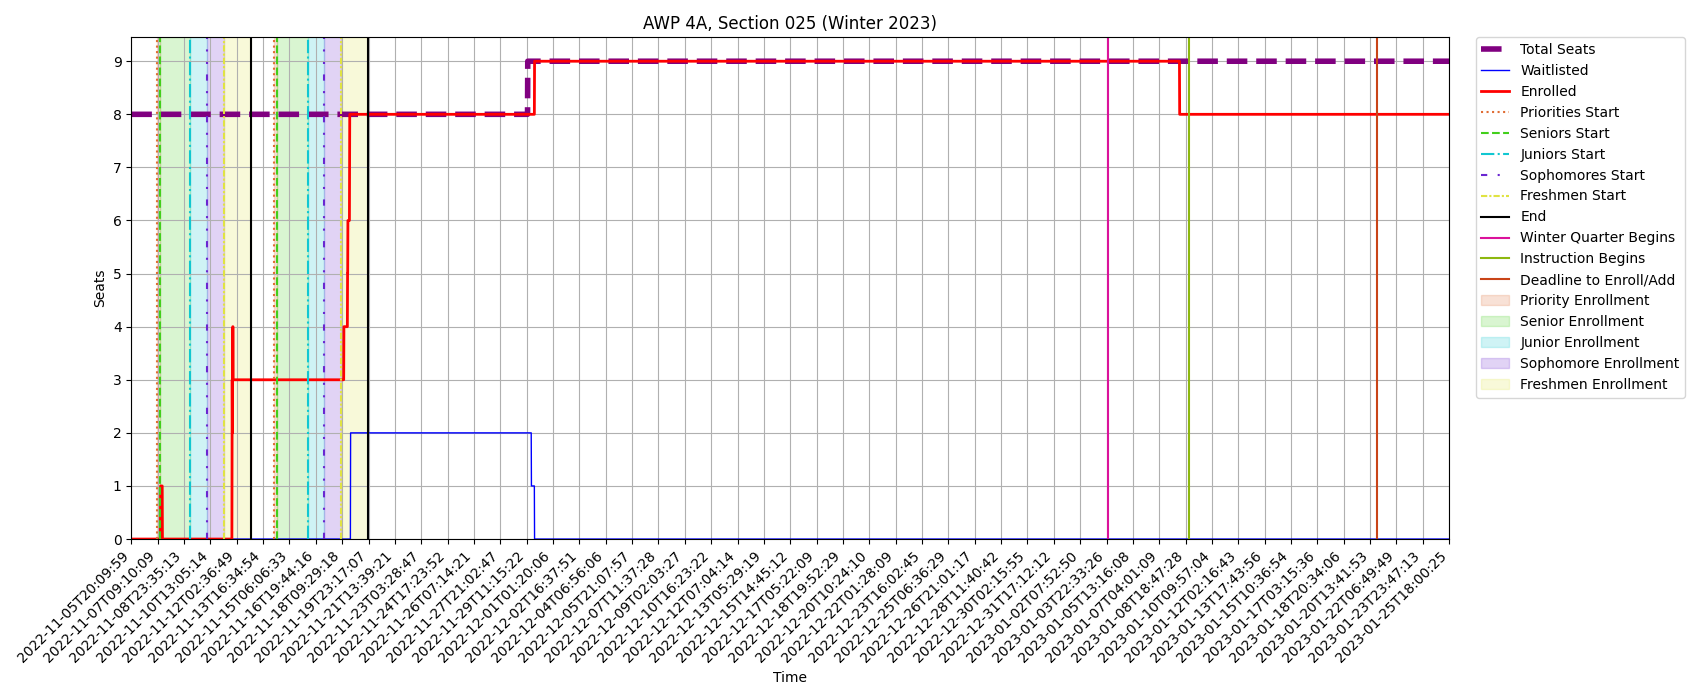 AWP 4A, Section 025 (Winter 2023)
Seats
9
8
7
6
5
4
3
2
1
0
2022-11-05T20:09:59
2022-11-07T09:10:09
2022-11-08T23:35:13
2022-11-10T13:05:14
2022-11-12T02:36:49
2022-11-13T16:34:54
2022-11-15T06:06:33
2022-11-16T19:44:16
2022-11-18T09:29:18
2022-11-19T23:17:07
2022-11-21T13:39:21
2022-11-23T03:28:47
2022-11-24T17:23:52
2022-11-26T07:14:21
2022-11-27T21:02:47
2022-11-29T11:15:22
2022-12-01T01:20:06
2022-12-02T16:37:51
2022-12-04T06:56:06
2022-12-05T21:07:57
2022-12-07T11:37:28
2022-12-09T02:03:27
2022-12-10T16:23:22
2022-12-12T07:04:14
2022-12-13T05:29:19
2022-12-15T14:45:12
2022-12-17T05:22:09
2022-12-18T19:52:29
2022-12-20T10:24:10
2022-12-22T01:28:09
2022-12-23T16:02:45
2022-12-25T06:36:29
2022-12-26T21:01:17
2022-12-28T11:40:42
2022-12-30T02:15:55
2022-12-31T17:12:12
2023-01-02T07:52:50
2023-01-03T22:33:26
2023-01-05T13:16:08
2023-01-07T04:01:09
2023-01-08T18:47:28
2023-01-10T09:57:04
2023-01-12T02:16:43
2023-01-13T17:43:56
2023-01-15T10:36:54
2023-01-17T03:15:36
2023-01-18T20:34:06
2023-01-20T13:41:53
2023-01-22T06:49:49
2023-01-23T23:47:13
2023-01-25T18:00:25
Time
Total Seats
Waitlisted
Enrolled
Priorities Start
Seniors Start
Juniors Start
Sophomores Start
Freshmen Start
End
Winter Quarter Begins
Instruction Begins
Deadline to Enroll/Add
Priority Enrollment
Senior Enrollment
Junior Enrollment
Sophomore Enrollment
Freshmen Enrollment